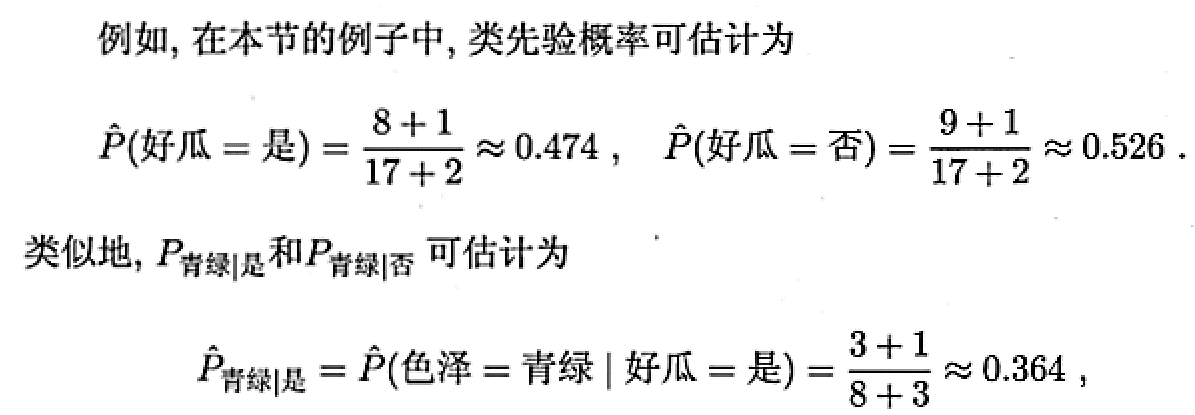 例如, 在本节的例子中, 类先验概率可估计为
P̂(好瓜 = 是) = (8 + 1)/(17 + 2) ≈ 0.474 , P̂(好瓜 = 否) = (9 + 1)/(17 + 2) ≈ 0.526 .
类似地, P青绿|是和P青绿|否 可估计为
P̂青绿|是 = P̂(色泽 = 青绿 | 好瓜 = 是) = (3 + 1)/(8 + 3) ≈ 0.364 ,